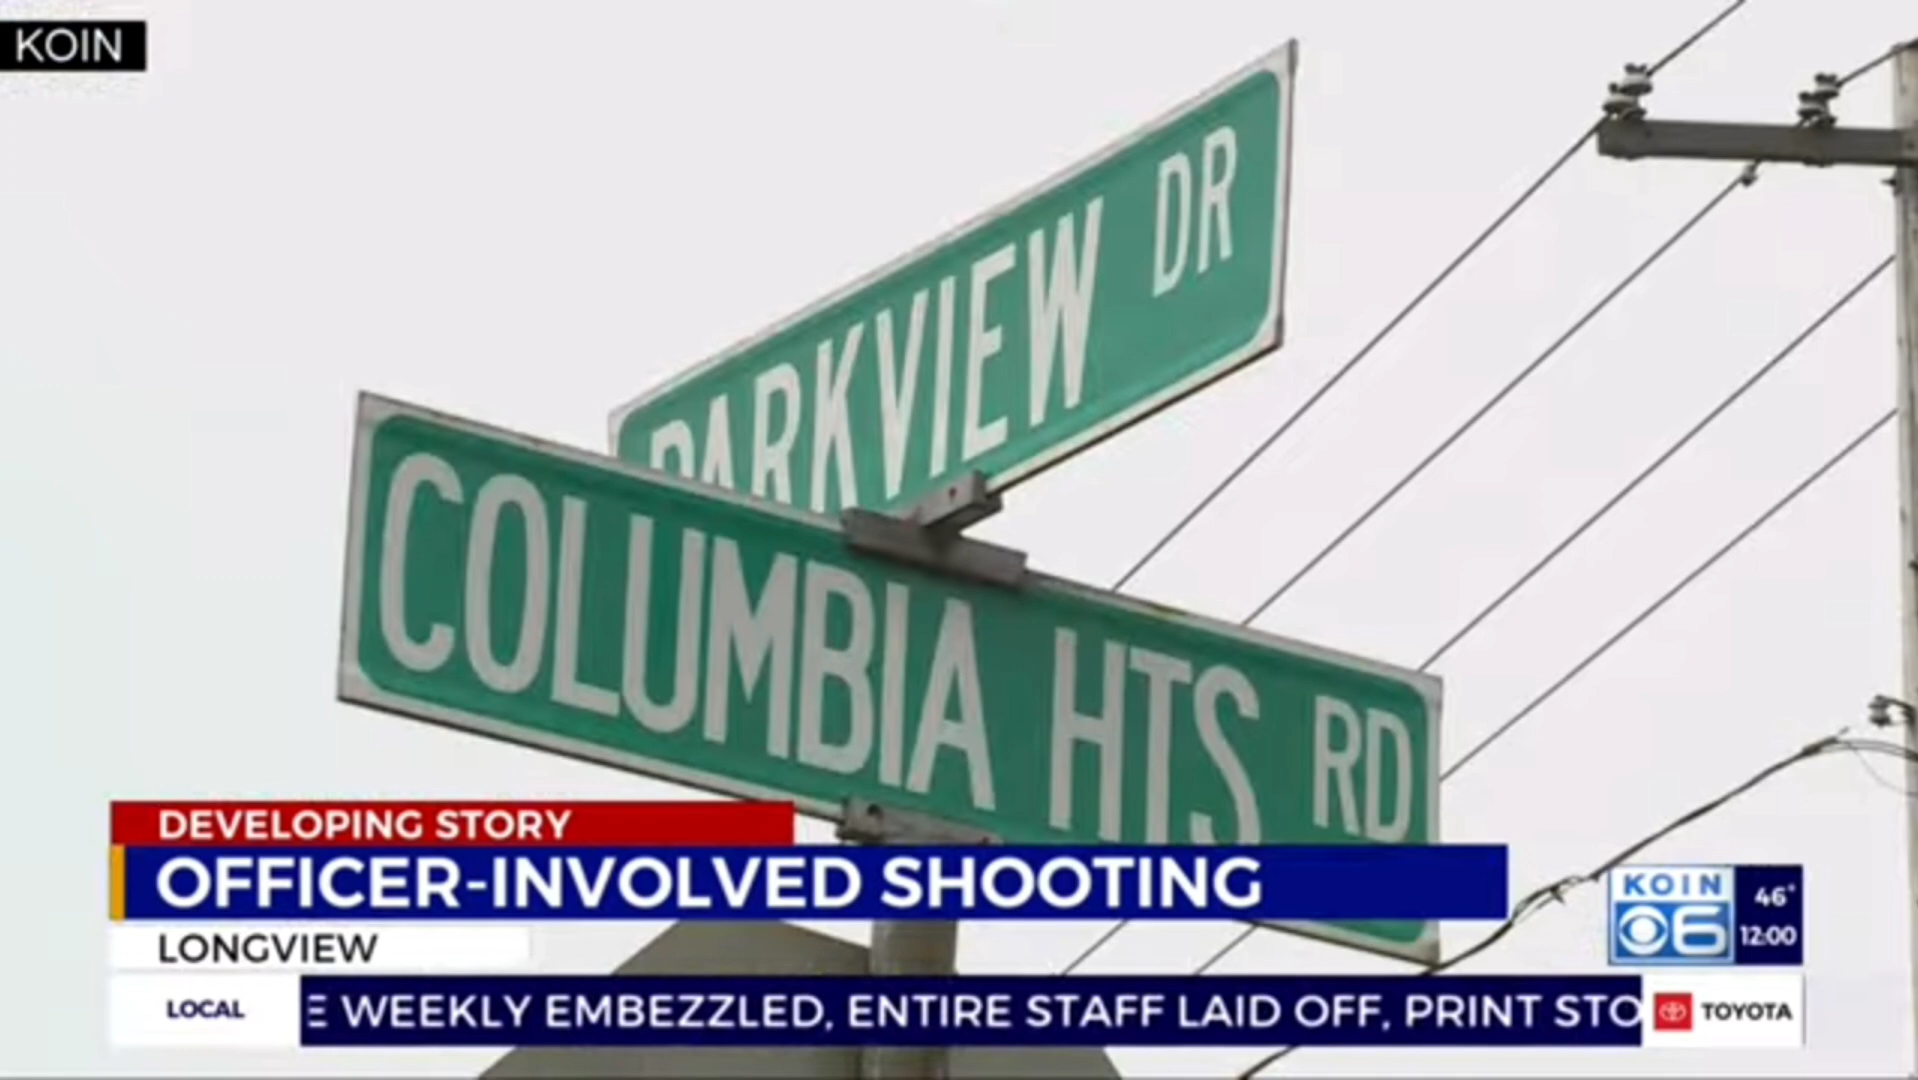 KOIN
PARKVIEW DR
COLUMBIA HTS RD
DEVELOPING STORY
OFFICER-INVOLVED SHOOTING
LONGVIEW
KOIN
6
46°
12:00
LOCAL
WEEKLY EMBEZZLED, ENTIRE STAFF LAID OFF, PRINT STO
TOYOTA